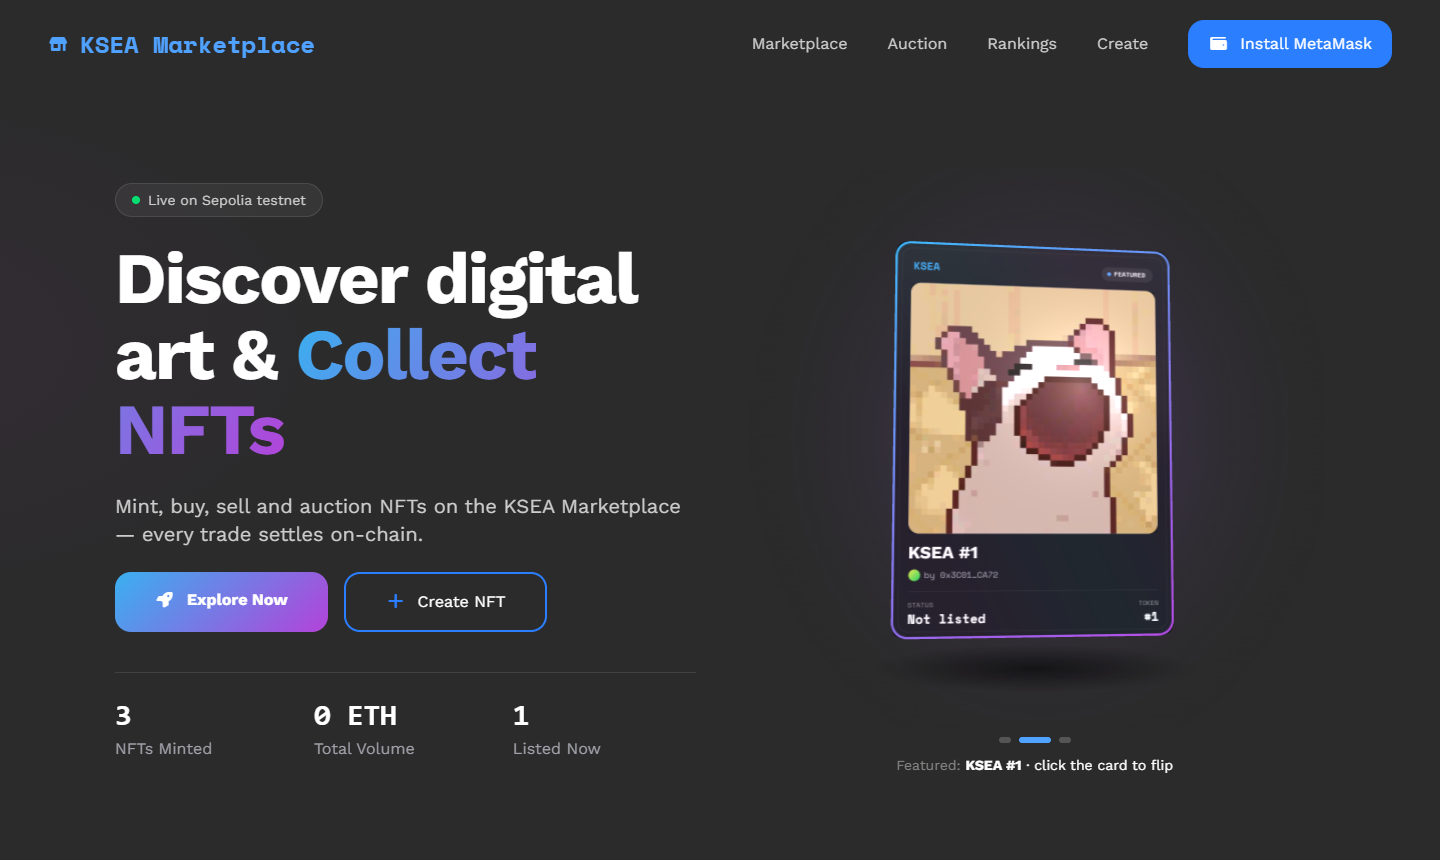 KSEA Marketplace
Marketplace
Auction
Rankings
Create
Install MetaMask
Live on Sepolia testnet
Discover digital
art & Collect
NFTs
Mint, buy, sell and auction NFTs on the KSEA Marketplace
— every trade settles on-chain.
Explore Now
Create NFT
3
NFTs Minted
0 ETH
Total Volume
1
Listed Now
KSEA
FEATURED
KSEA #1
by 0x3C01…CA72
STATUS
Not listed
TOKEN
#1
Featured: KSEA #1 · click the card to flip